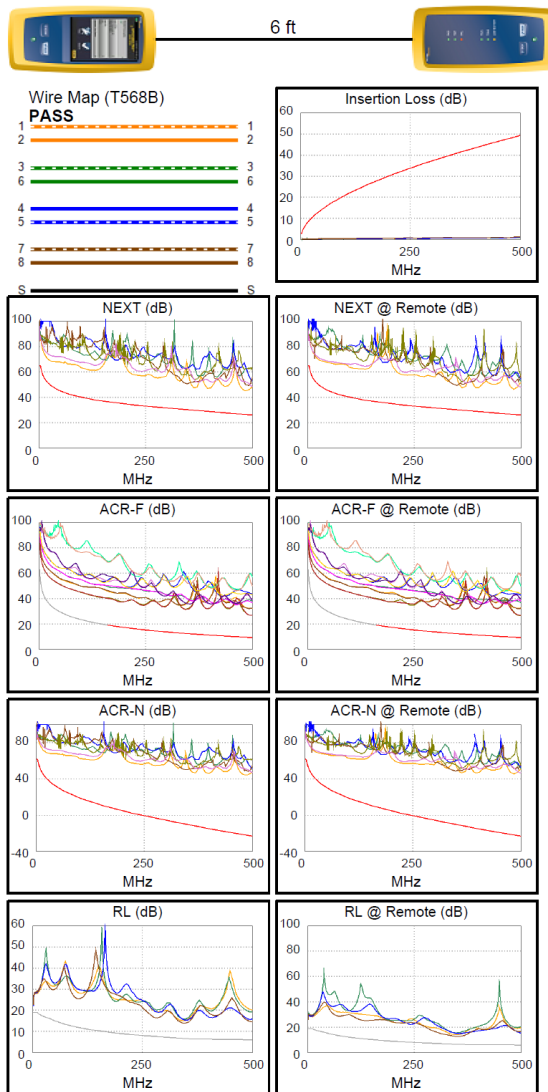 6 ft
Wire Map (T568B)
PASS
1 1
2 2
3 3
6 6
4 4
5 5
7 7
8 8
S S
Insertion Loss (dB)
60
50
40
30
20
10
0
0 250 500
MHz
NEXT (dB)
100
80
60
40
20
0
0 250 500
MHz
NEXT @ Remote (dB)
100
80
60
40
20
0
0 250 500
MHz
ACR-F (dB)
100
80
60
40
20
0
0 250 500
MHz
ACR-F @ Remote (dB)
100
80
60
40
20
0
0 250 500
MHz
ACR-N (dB)
80
40
0
-40
0 250 500
MHz
ACR-N @ Remote (dB)
80
40
0
-40
0 250 500
MHz
RL (dB)
60
50
40
30
20
10
0
0 250 500
MHz
RL @ Remote (dB)
100
80
60
40
20
0
0 250 500
MHz